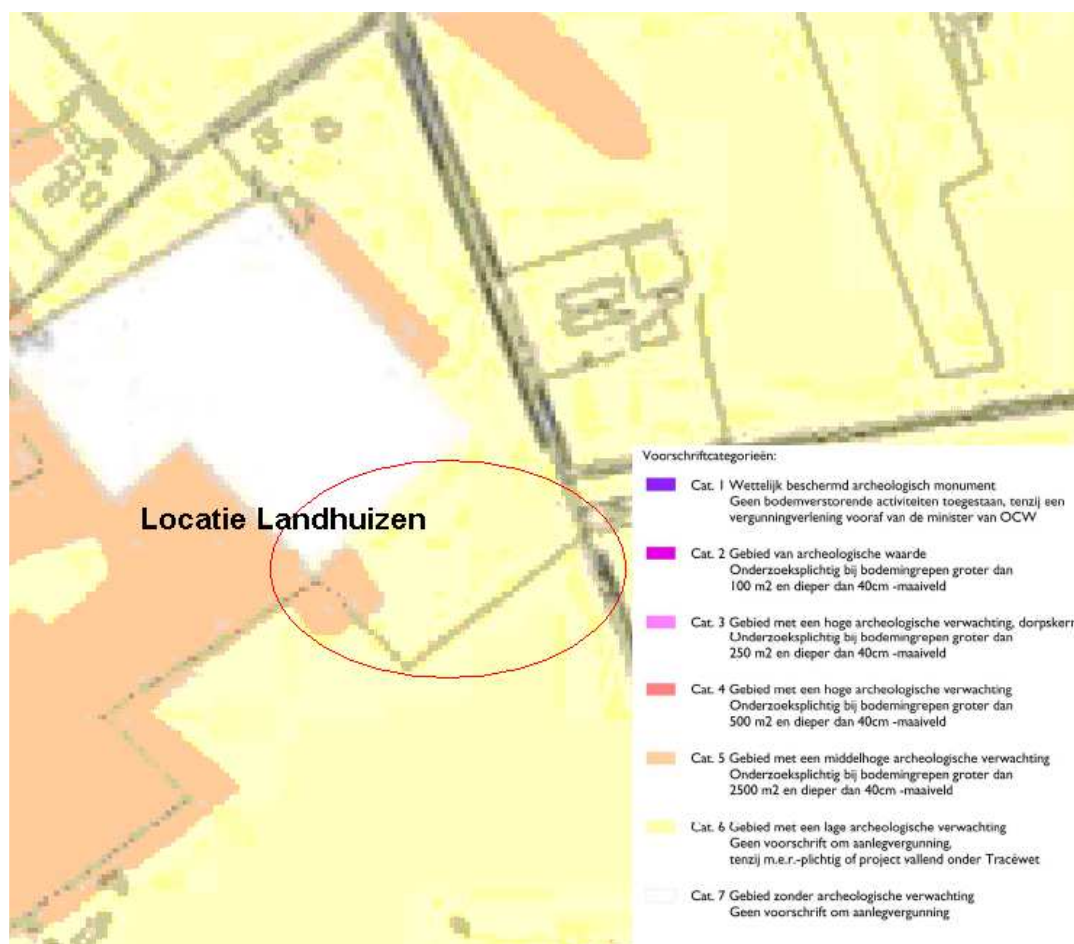 Locatie Landhuizen
Voorschriftcategorieën:
Cat. 1 Wettelijk beschermd archeologisch monument
Geen bodemverstorende activiteiten toegestaan, tenzij een
vergunningverlening vooraf van de minister van OCW
Cat. 2 Gebied van archeologische waarde
Onderzoeksplichtig bij bodemingrepen groter dan
100 m2 en dieper dan 40cm -maaiveld
Cat. 3 Gebied met een hoge archeologische verwachting, dorpskern
Onderzoeksplichtig bij bodemingrepen groter dan
250 m2 en dieper dan 40cm -maaiveld
Cat. 4 Gebied met een hoge archeologische verwachting
Onderzoeksplichtig bij bodemingrepen groter dan
500 m2 en dieper dan 40cm -maaiveld
Cat. 5 Gebied met een middelhoge archeologische verwachting
Onderzoeksplichtig bij bodemingrepen groter dan
2500 m2 en dieper dan 40cm -maaiveld
Cat. 6 Gebied met een lage archeologische verwachting
Geen voorschrift om aanlegvergunning,
tenzij m.e.r.-plichtig of project vallend onder Tracéwet
Cat. 7 Gebied zonder archeologische verwachting
Geen voorschrift om aanlegvergunning